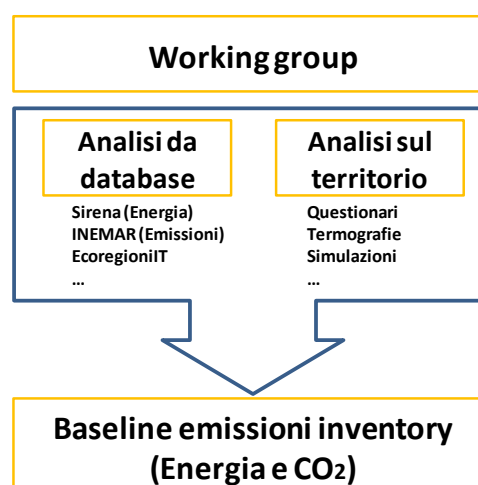 Working group
Analisi da
database
Sirena (Energia)
INEMAR (Emissioni)
EcoregioniIT
...
Analisi sul
territorio
Questionari
Termografie
Simulazioni
...
Baseline emissioni inventory
(Energia e CO2)